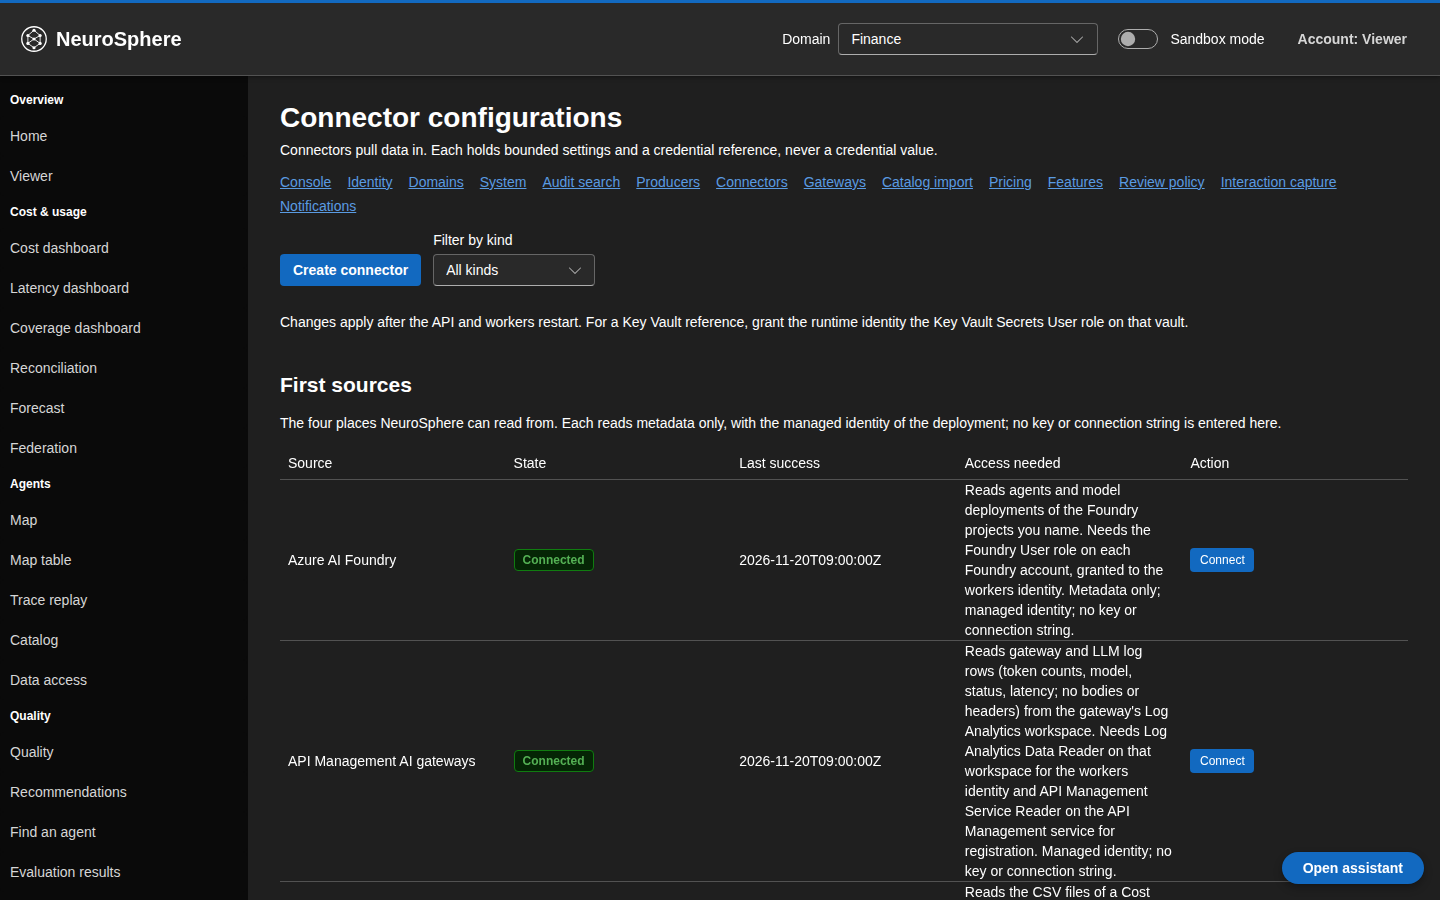 NeuroSphere
Domain
Finance
Sandbox mode
Account: Viewer
Overview
Home
Viewer
Cost & usage
Cost dashboard
Latency dashboard
Coverage dashboard
Reconciliation
Forecast
Federation
Agents
Map
Map table
Trace replay
Catalog
Data access
Quality
Quality
Recommendations
Find an agent
Evaluation results
Connector configurations
Connectors pull data in. Each holds bounded settings and a credential reference, never a credential value.
Console Identity Domains System Audit search Producers Connectors Gateways Catalog import Pricing Features Review policy Interaction capture
Notifications
Filter by kind
Create connector
All kinds
Changes apply after the API and workers restart. For a Key Vault reference, grant the runtime identity the Key Vault Secrets User role on that vault.
First sources
The four places NeuroSphere can read from. Each reads metadata only, with the managed identity of the deployment; no key or connection string is entered here.
Source State Last success Access needed Action
Azure AI Foundry
Connected
2026-11-20T09:00:00Z
Reads agents and model
deployments of the Foundry
projects you name. Needs the
Foundry User role on each
Foundry account, granted to the
workers identity. Metadata only;
managed identity; no key or
connection string.
Connect
API Management AI gateways
Connected
2026-11-20T09:00:00Z
Reads gateway and LLM log
rows (token counts, model,
status, latency; no bodies or
headers) from the gateway's Log
Analytics workspace. Needs Log
Analytics Data Reader on that
workspace for the workers
identity and API Management
Service Reader on the API
Management service for
registration. Managed identity; no
key or connection string.
Connect
Reads the CSV files of a Cost
Open assistant